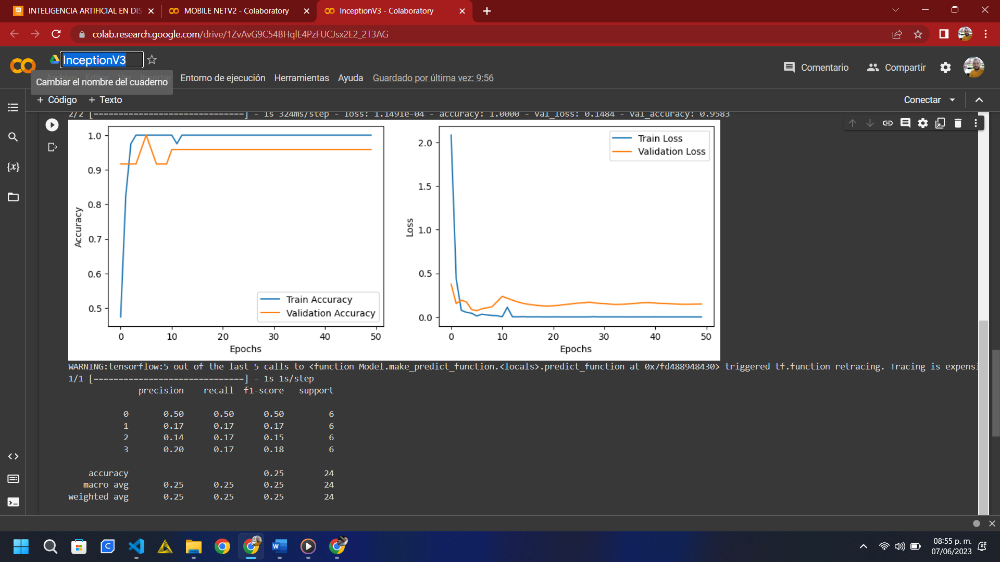 INTELIGENCIA ARTIFICIAL EN DIS
MOBILE NETV2 - Colaboratory
InceptionV3 - Colaboratory
colab.research.google.com/drive/1ZvAvG9C54BHqlE4PzFUCJsx2E2_2T3AG
InceptionV3
Cambiar el nombre del cuaderno
Entorno de ejecución
Herramientas
Ayuda
Guardado por última vez: 9:56
Comentario
Compartir
+ Código
+ Texto
Conectar
2/2 [==============================] - 1s 324ms/step - loss: 1.1491e-04 - accuracy: 1.0000 - val_loss: 0.1484 - val_accuracy: 0.9583
1.0
0.9
0.8
0.7
0.6
0.5
Accuracy
Train Accuracy
Validation Accuracy
0 10 20 30 40 50
Epochs
2.0
1.5
1.0
0.5
0.0
Loss
Train Loss
Validation Loss
0 10 20 30 40 50
Epochs
WARNING:tensorflow:5 out of the last 5 calls to <function Model.make_predict_function.<locals>.predict_function at 0x7fd488948430> triggered tf.function retracing. Tracing is expensi
1/1 [==============================] - 1s 1s/step
precision recall f1-score support
0 0.50 0.50 0.50 6
1 0.17 0.17 0.17 6
2 0.14 0.17 0.15 6
3 0.20 0.17 0.18 6
accuracy 0.25 24
macro avg 0.25 0.25 0.25 24
weighted avg 0.25 0.25 0.25 24
08:55 p. m.
07/06/2023